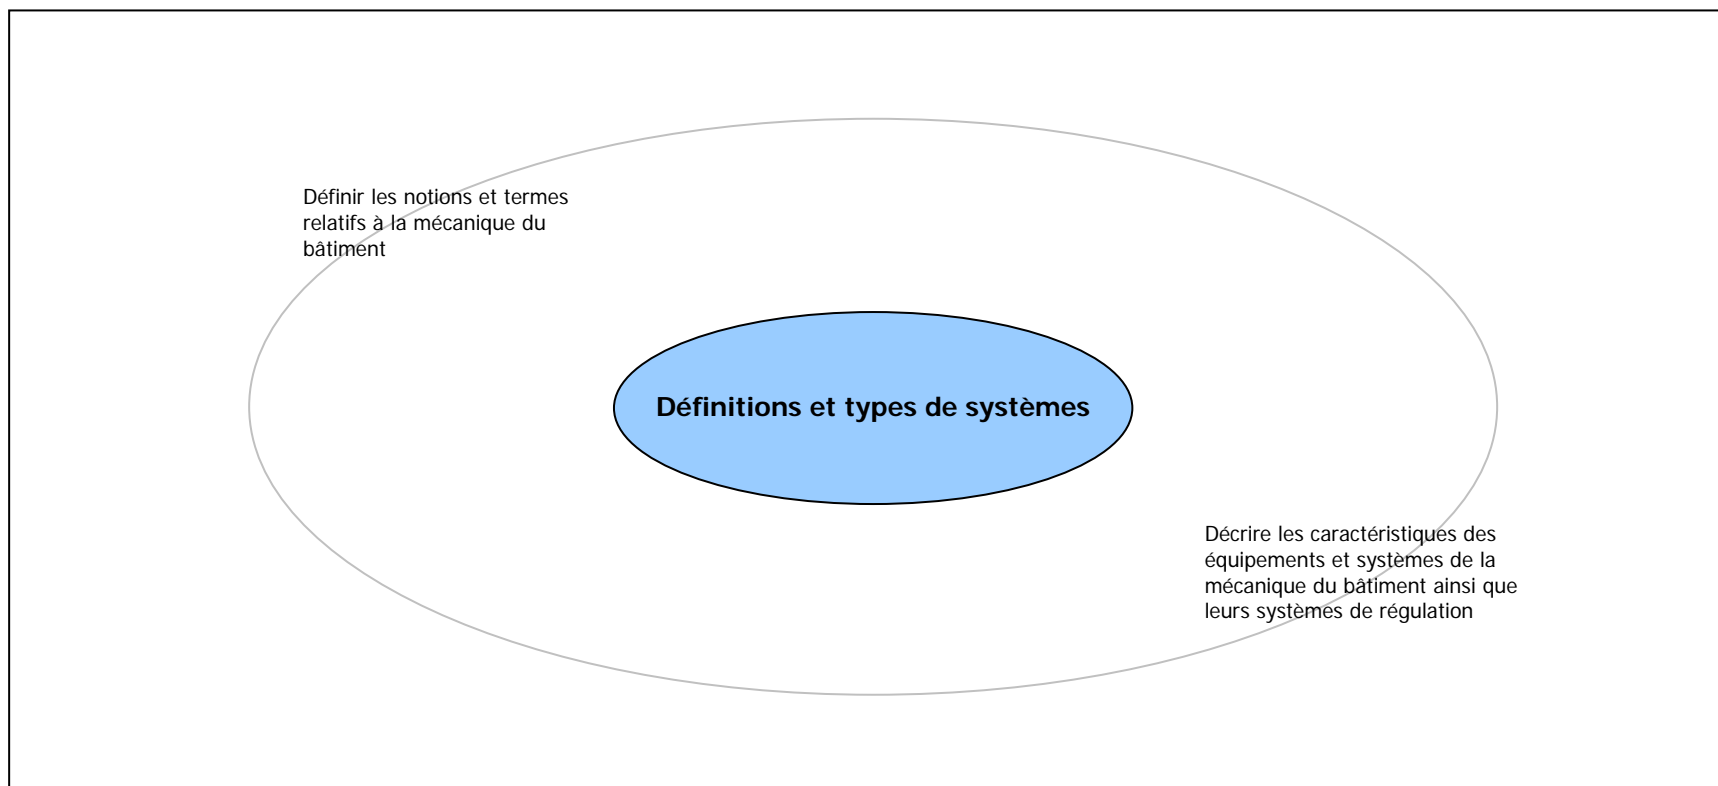 Définir les notions et termes
relatifs à la mécanique du
bâtiment
Définitions et types de systèmes
Décrire les caractéristiques des
équipements et systèmes de la
mécanique du bâtiment ainsi que
leurs systèmes de régulation